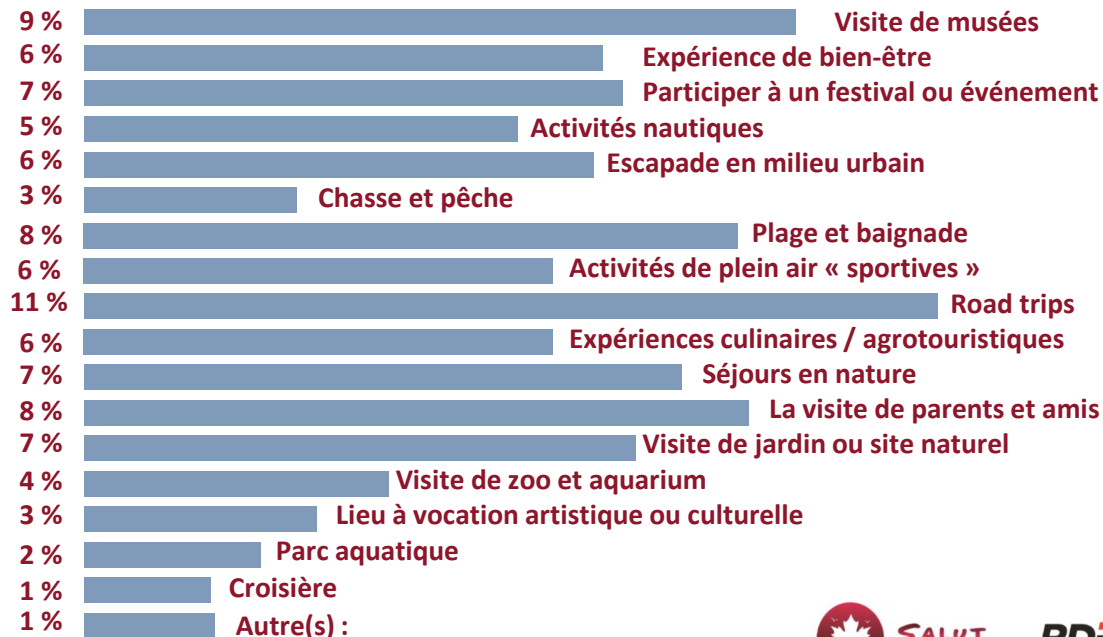 9 % Visite de musées
6 % Expérience de bien-être
7 % Participer à un festival ou événement
5 % Activités nautiques
6 % Escapade en milieu urbain
3 % Chasse et pêche
8 % Plage et baignade
6 % Activités de plein air « sportives »
11 % Road trips
6 % Expériences culinaires / agrotouristiques
7 % Séjours en nature
8 % La visite de parents et amis
7 % Visite de jardin ou site naturel
4 % Visite de zoo et aquarium
3 % Lieu à vocation artistique ou culturelle
2 % Parc aquatique
1 % Croisière
1 % Autre(s) :